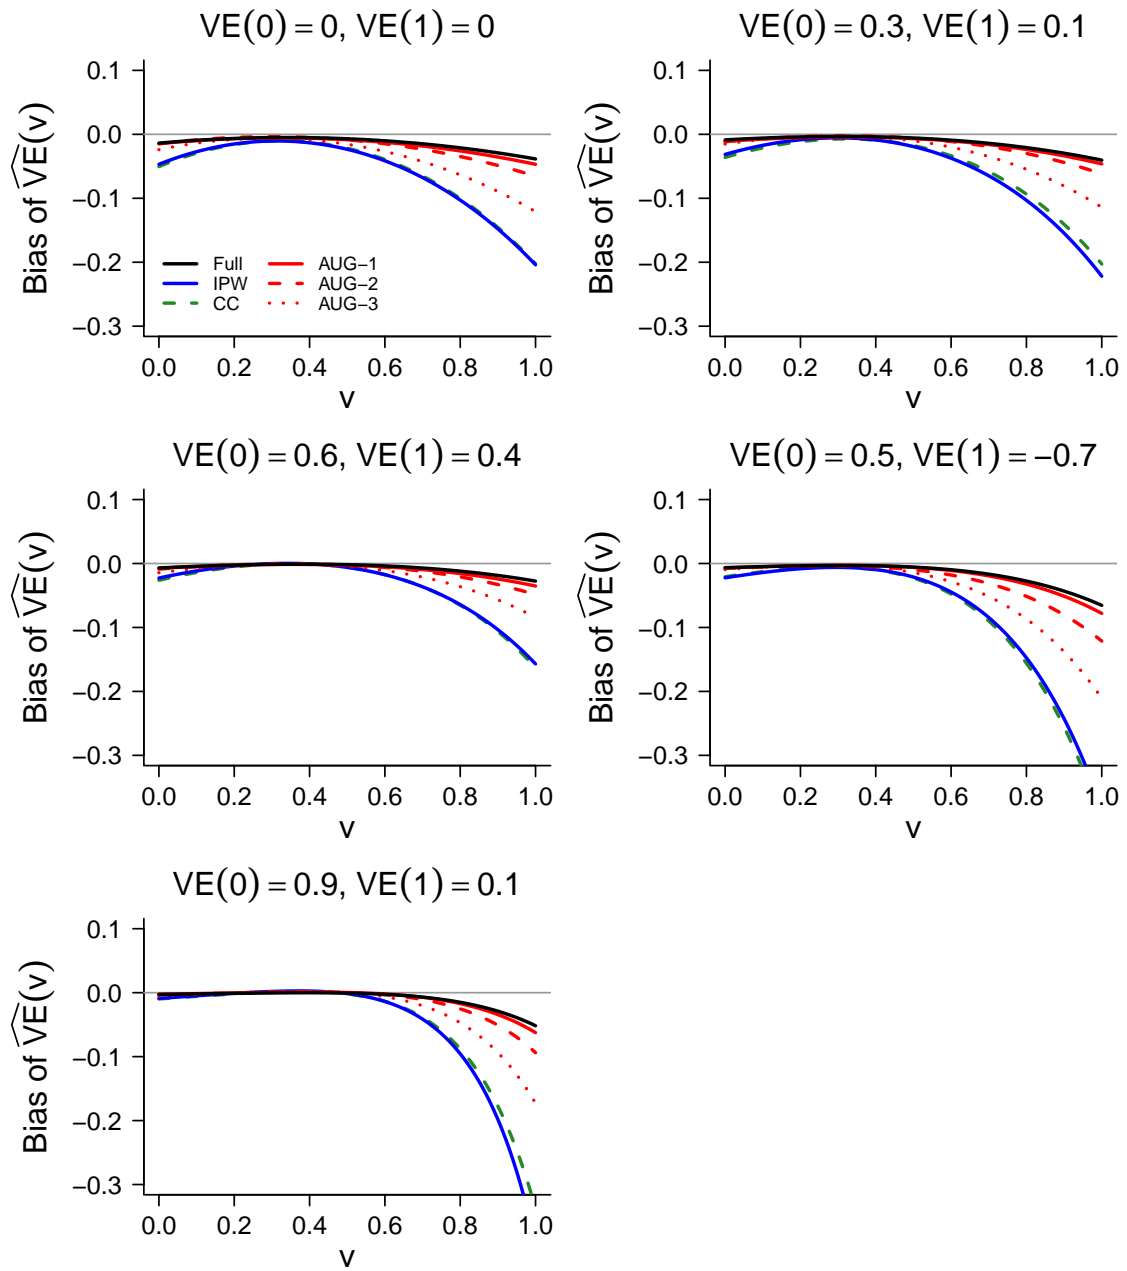 VE(0) = 0, VE(1) = 0
Bias of V̂E(v)
0.1
0.0
−0.1
−0.2
−0.3
Full
IPW
CC
AUG−1
AUG−2
AUG−3
0.0 0.2 0.4 0.6 0.8 1.0
v
VE(0) = 0.3, VE(1) = 0.1
Bias of V̂E(v)
0.1
0.0
−0.1
−0.2
−0.3
0.0 0.2 0.4 0.6 0.8 1.0
v
VE(0) = 0.6, VE(1) = 0.4
Bias of V̂E(v)
0.1
0.0
−0.1
−0.2
−0.3
0.0 0.2 0.4 0.6 0.8 1.0
v
VE(0) = 0.5, VE(1) = −0.7
Bias of V̂E(v)
0.1
0.0
−0.1
−0.2
−0.3
0.0 0.2 0.4 0.6 0.8 1.0
v
VE(0) = 0.9, VE(1) = 0.1
Bias of V̂E(v)
0.1
0.0
−0.1
−0.2
−0.3
0.0 0.2 0.4 0.6 0.8 1.0
v